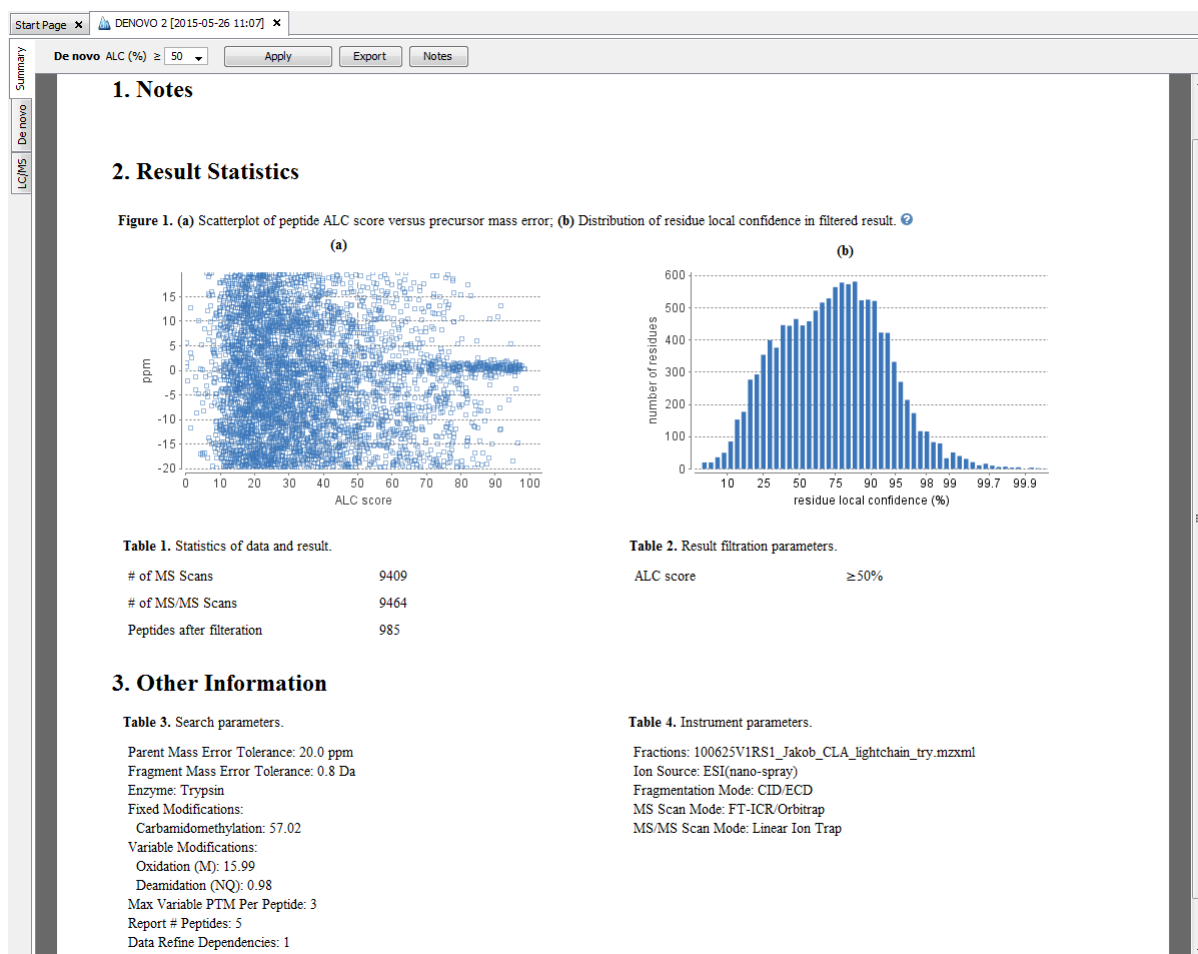 Start Page
DENOVO 2 [2015-05-26 11:07]
Summary
De novo
LC/MS
De novo ALC (%) ≥ 50
Apply
Export
Notes
1. Notes
2. Result Statistics
Figure 1. (a) Scatterplot of peptide ALC score versus precursor mass error; (b) Distribution of residue local confidence in filtered result.
(a)
ppm
15
10
5
0
-5
-10
-15
-20
0 10 20 30 40 50 60 70 80 90 100
ALC score
(b)
number of residues
600
500
400
300
200
100
0
10 25 50 75 90 95 98 99 99.7 99.9
residue local confidence (%)
Table 1. Statistics of data and result.
# of MS Scans 9409
# of MS/MS Scans 9464
Peptides after filteration 985
Table 2. Result filtration parameters.
ALC score ≥50%
3. Other Information
Table 3. Search parameters.
Parent Mass Error Tolerance: 20.0 ppm
Fragment Mass Error Tolerance: 0.8 Da
Enzyme: Trypsin
Fixed Modifications:
Carbamidomethylation: 57.02
Variable Modifications:
Oxidation (M): 15.99
Deamidation (NQ): 0.98
Max Variable PTM Per Peptide: 3
Report # Peptides: 5
Data Refine Dependencies: 1
Table 4. Instrument parameters.
Fractions: 100625V1RS1_Jakob_CLA_lightchain_try.mzxml
Ion Source: ESI(nano-spray)
Fragmentation Mode: CID/ECD
MS Scan Mode: FT-ICR/Orbitrap
MS/MS Scan Mode: Linear Ion Trap